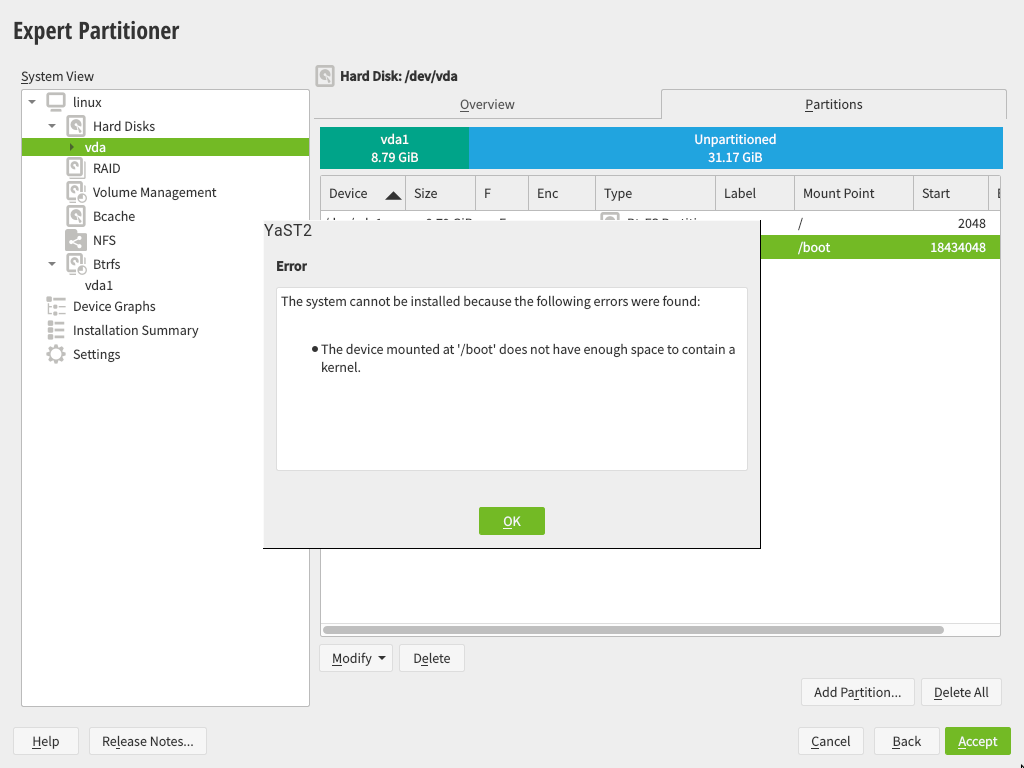 Expert Partitioner
System View
linux
Hard Disks
vda
RAID
Volume Management
Bcache
NFS
Btrfs
vda1
Device Graphs
Installation Summary
Settings
Hard Disk: /dev/vda
Overview
Partitions
vda1
8.79 GiB
Unpartitioned
31.17 GiB
Device Size F Enc Type Label Mount Point Start
/ 2048
/boot 18434048
YaST2
Error
The system cannot be installed because the following errors were found:
● The device mounted at '/boot' does not have enough space to contain a
kernel.
OK
Modify Delete
Add Partition... Delete All
Help Release Notes... Cancel Back Accept